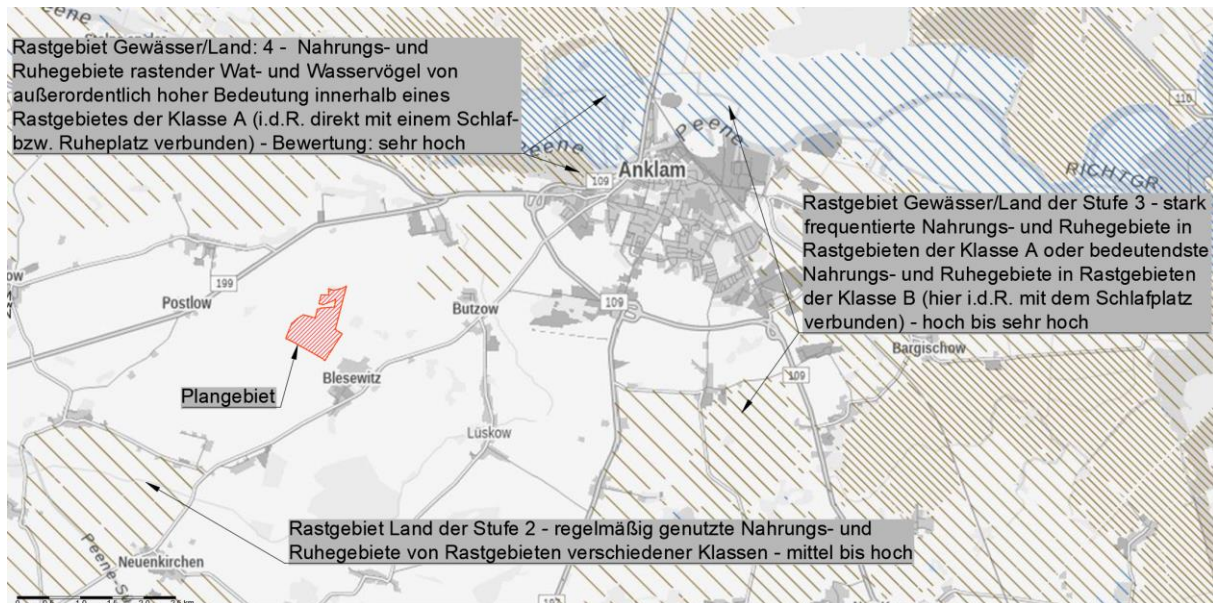 Peene
Rastgebiet Gewässer/Land: 4 - Nahrungs- und
Ruhegebiete rastender Wat- und Wasservögel von
außerordentlich hoher Bedeutung innerhalb eines
Rastgebietes der Klasse A (i.d.R. direkt mit einem Schlaf-
bzw. Ruheplatz verbunden) - Bewertung: sehr hoch
110
Peene
Peene
Anklam
109
RICHTGR.
Rastgebiet Gewässer/Land der Stufe 3 - stark
frequentierte Nahrungs- und Ruhegebiete in
Rastgebieten der Klasse A oder bedeutendste
Nahrungs- und Ruhegebiete in Rastgebieten
der Klasse B (hier i.d.R. mit dem Schlafplatz
verbunden) - hoch bis sehr hoch
199
Postlow
Butzow
109
Bargischow
109
Blesewitz
Plangebiet
Lüskow
Rastgebiet Land der Stufe 2 - regelmäßig genutzte Nahrungs- und
Ruhegebiete von Rastgebieten verschiedener Klassen - mittel bis hoch
Neuenkirchen